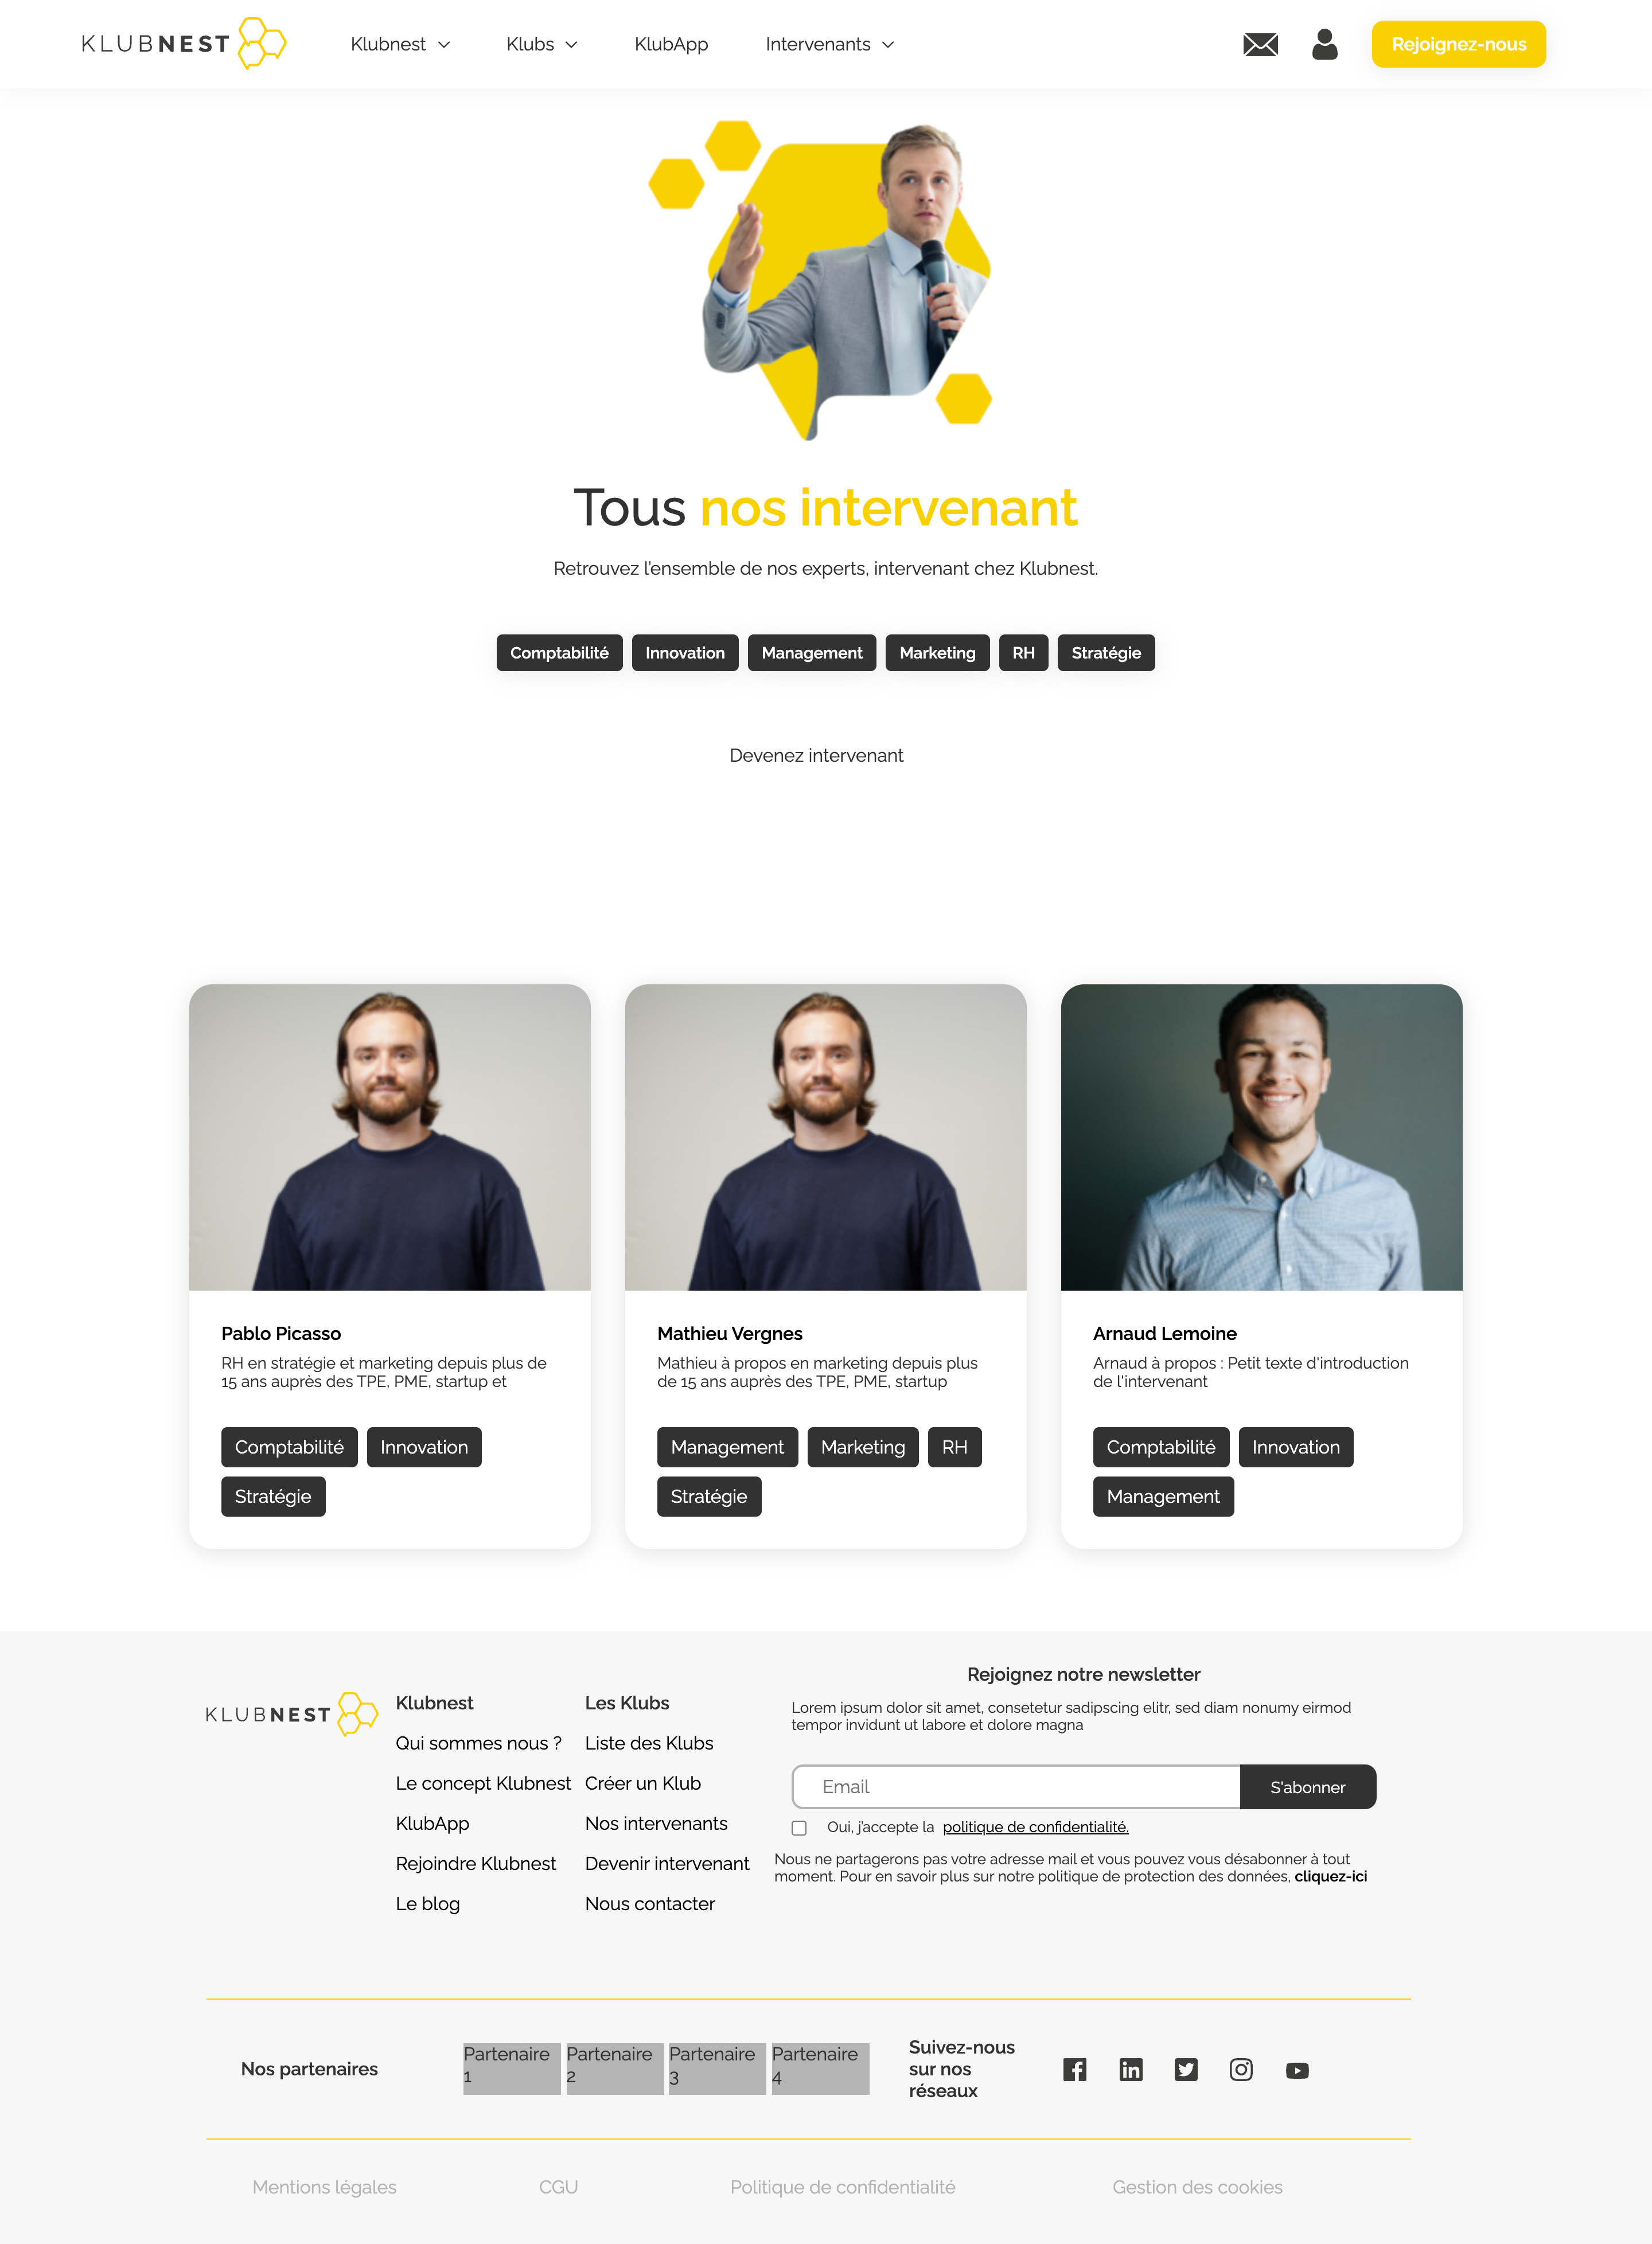 KLUBNEST
Klubnest
Klubs
KlubApp
Intervenants
Rejoignez-nous
Tous nos intervenant
Retrouvez l'ensemble de nos experts, intervenant chez Klubnest.
Comptabilité
Innovation
Management
Marketing
RH
Stratégie
Devenez intervenant
Pablo Picasso
RH en stratégie et marketing depuis plus de
15 ans auprès des TPE, PME, startup et
Comptabilité
Innovation
Stratégie
Mathieu Vergnes
Mathieu à propos en marketing depuis plus
de 15 ans auprès des TPE, PME, startup
Management
Marketing
RH
Stratégie
Arnaud Lemoine
Arnaud à propos : Petit texte d'introduction
de l'intervenant
Comptabilité
Innovation
Management
KLUBNEST
Klubnest
Qui sommes nous ?
Le concept Klubnest
KlubApp
Rejoindre Klubnest
Le blog
Les Klubs
Liste des Klubs
Créer un Klub
Nos intervenants
Devenir intervenant
Nous contacter
Rejoignez notre newsletter
Lorem ipsum dolor sit amet, consetetur sadipscing elitr, sed diam nonumy eirmod
tempor invidunt ut labore et dolore magna
Email
S'abonner
Oui, j'accepte la politique de confidentialité.
Nous ne partagerons pas votre adresse mail et vous pouvez vous désabonner à tout
moment. Pour en savoir plus sur notre politique de protection des données, cliquez-ici
Nos partenaires
Partenaire
1
Partenaire
2
Partenaire
3
Partenaire
4
Suivez-nous
sur nos
réseaux
Mentions légales
CGU
Politique de confidentialité
Gestion des cookies